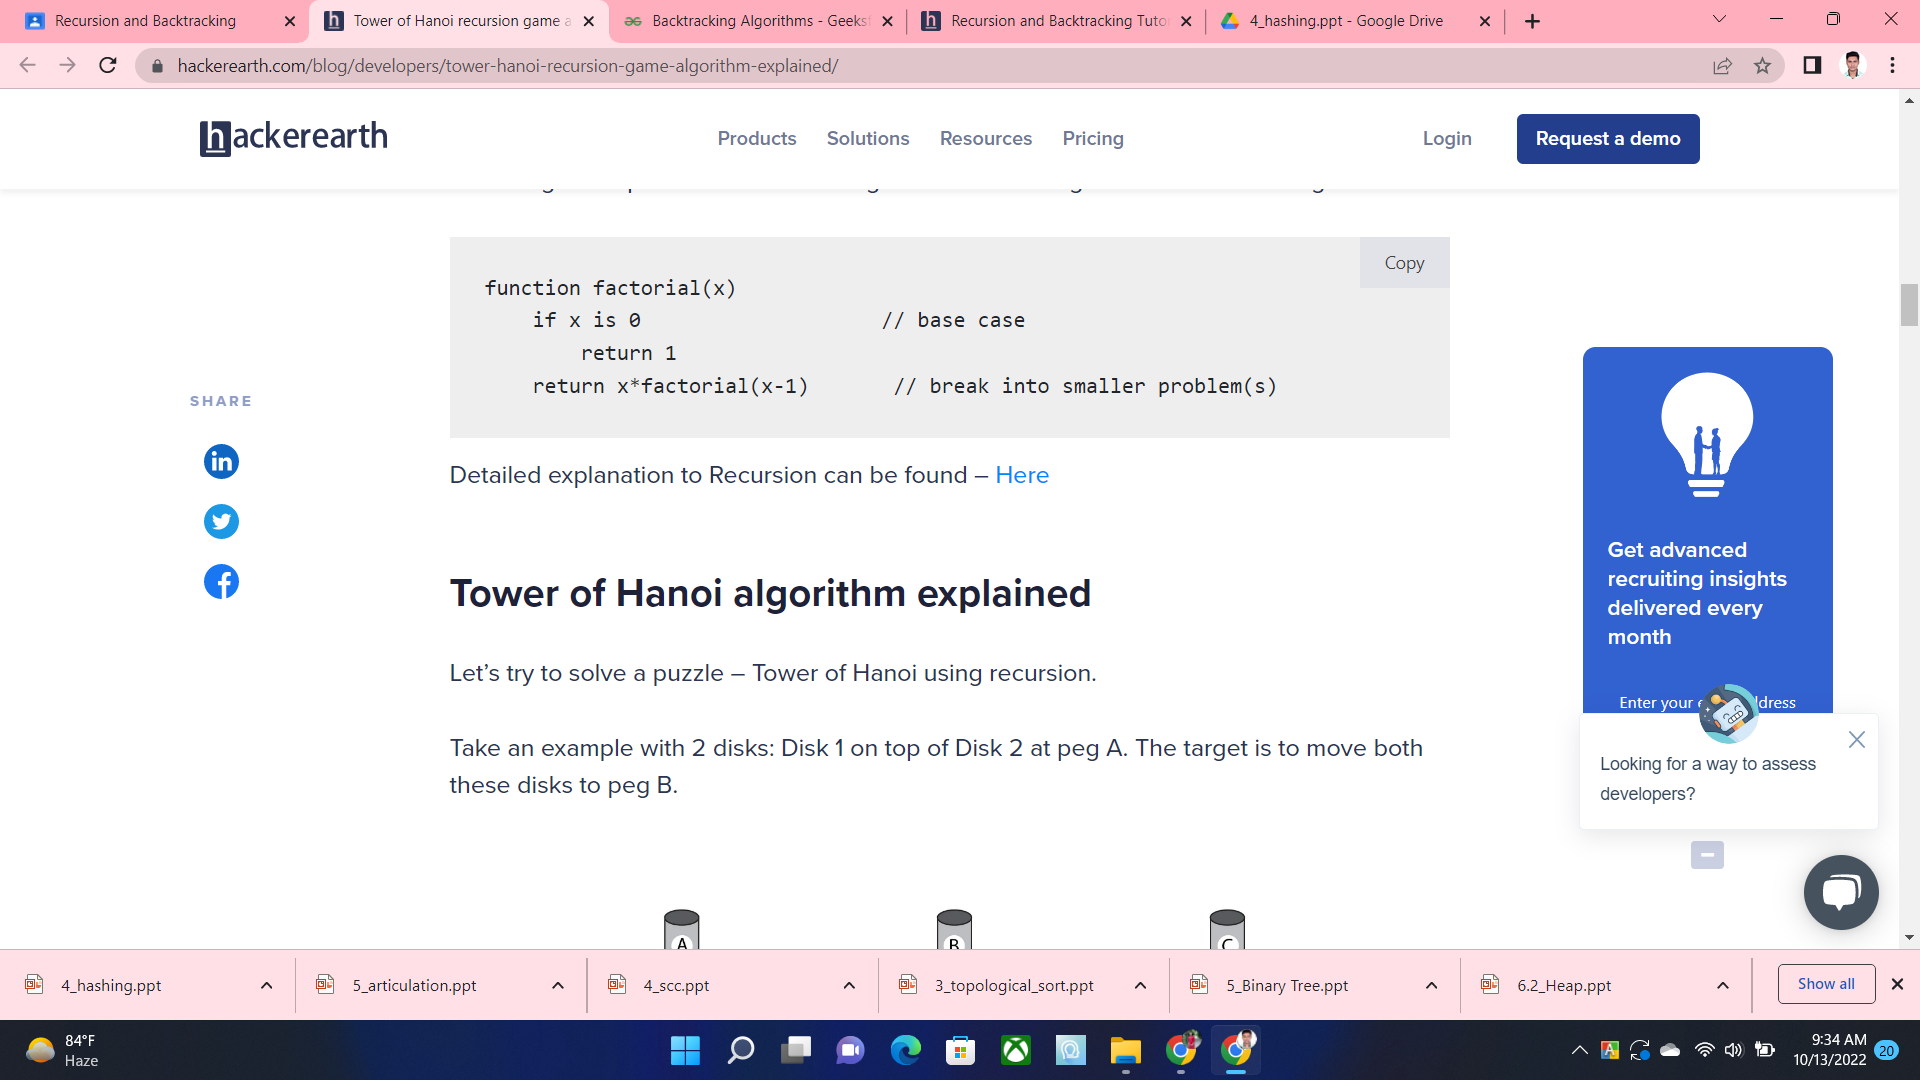 Recursion and Backtracking
Tower of Hanoi recursion game a
Backtracking Algorithms - Geeksf
Recursion and Backtracking Tuto
4_hashing.ppt - Google Drive
hackerearth.com/blog/developers/tower-hanoi-recursion-game-algorithm-explained/
hackerearth
Products
Solutions
Resources
Pricing
Login
Request a demo
Copy
function factorial(x)
if x is 0 // base case
return 1
return x*factorial(x-1) // break into smaller problem(s)
SHARE
Detailed explanation to Recursion can be found – Here
Tower of Hanoi algorithm explained
Let’s try to solve a puzzle – Tower of Hanoi using recursion.
Take an example with 2 disks: Disk 1 on top of Disk 2 at peg A. The target is to move both
these disks to peg B.
A
B
C
Get advanced
recruiting insights
delivered every
month
Enter your
Looking for a way to assess
developers?
4_hashing.ppt
5_articulation.ppt
4_scc.ppt
3_topological_sort.ppt
5_Binary Tree.ppt
6.2_Heap.ppt
Show all
84°F
Haze
9:34 AM
10/13/2022
20